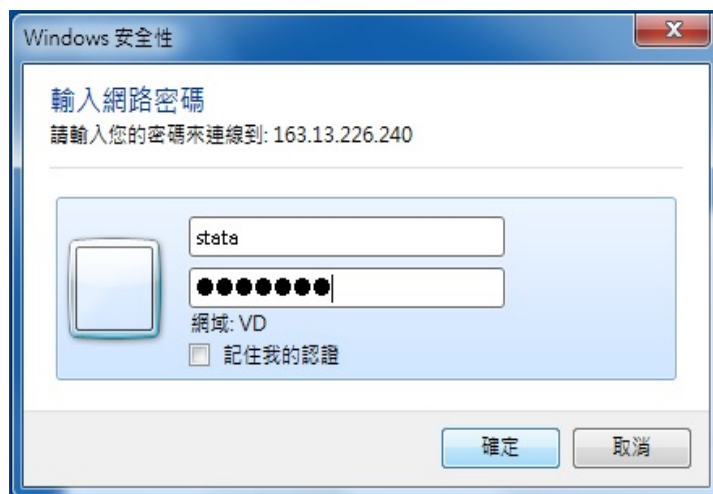 Windows 安全性
輸入網路密碼
請輸入您的密碼來連線到: 163.13.226.240
stata
●●●●●●●
網域: VD
記住我的認證
確定
取消